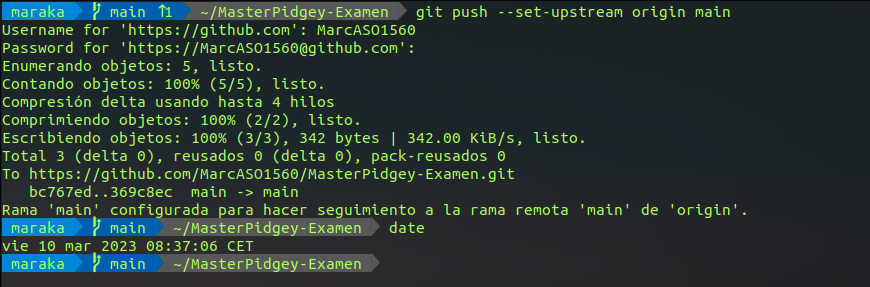 maraka main ↑1 ~/MasterPidgey-Examen git push --set-upstream origin main
Username for 'https://github.com': MarcASO1560
Password for 'https://MarcASO1560@github.com':
Enumerando objetos: 5, listo.
Contando objetos: 100% (5/5), listo.
Compresión delta usando hasta 4 hilos
Comprimiendo objetos: 100% (2/2), listo.
Escribiendo objetos: 100% (3/3), 342 bytes | 342.00 KiB/s, listo.
Total 3 (delta 0), reusados 0 (delta 0), pack-reusados 0
To https://github.com/MarcASO1560/MasterPidgey-Examen.git
bc767ed..369c8ec main -> main
Rama 'main' configurada para hacer seguimiento a la rama remota 'main' de 'origin'.
maraka main ~/MasterPidgey-Examen date
vie 10 mar 2023 08:37:06 CET
maraka main ~/MasterPidgey-Examen